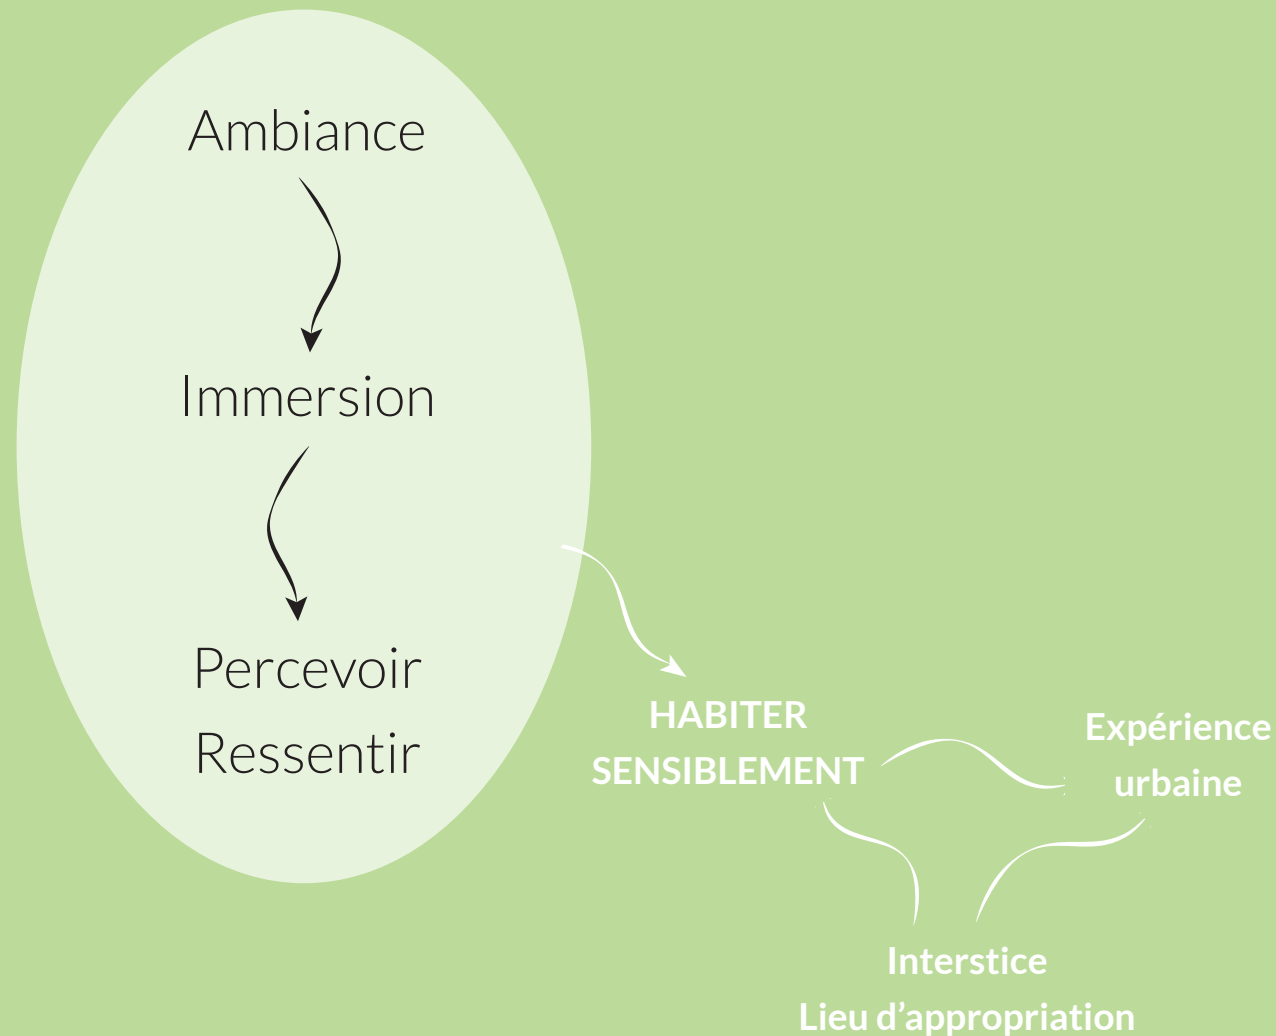 Ambiance
Immersion
Percevoir
Ressentir
HABITER
SENSIBLEMENT
Expérience
urbaine
Interstice
Lieu d’appropriation